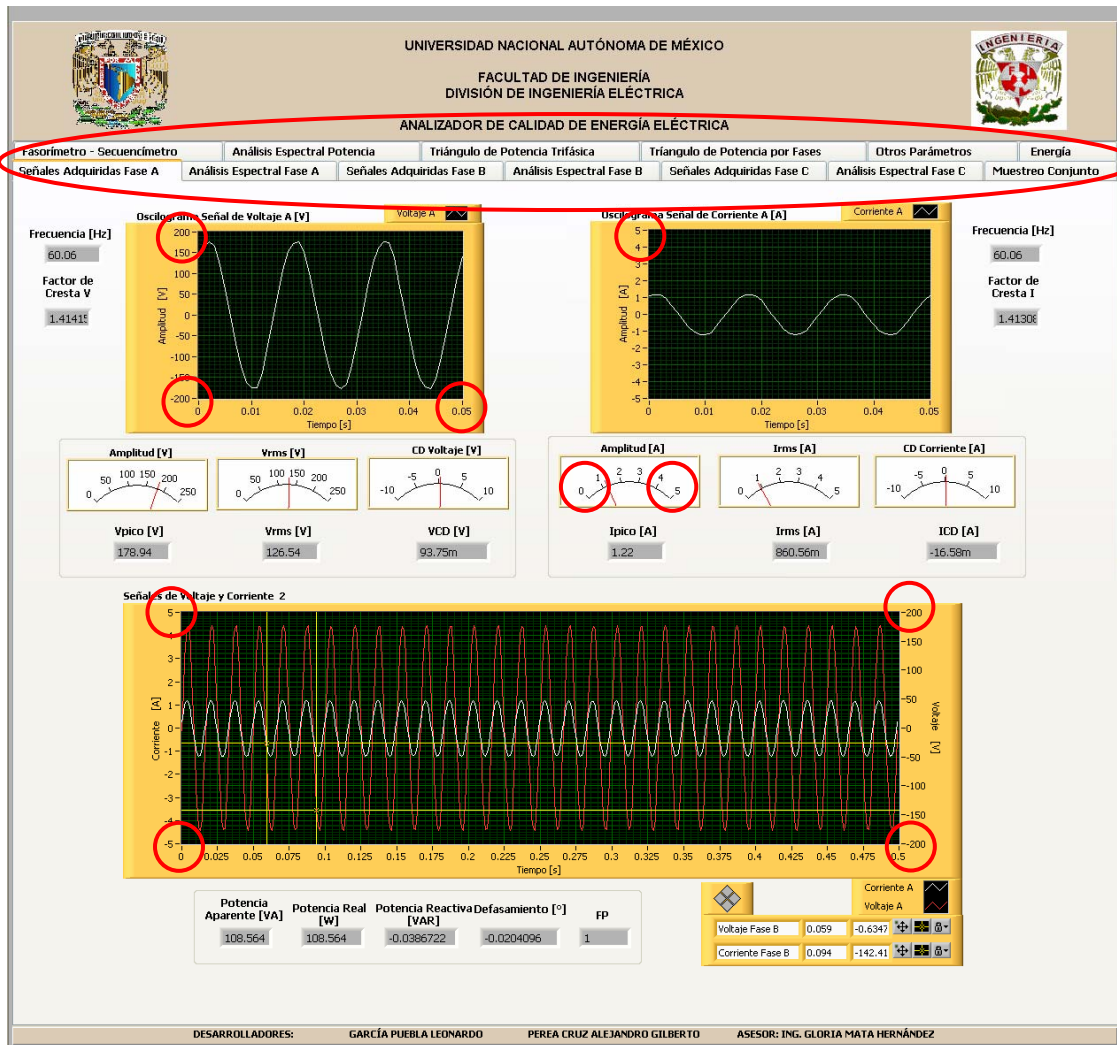 UNIVERSIDAD NACIONAL AUTÓNOMA DE MÉXICO
FACULTAD DE INGENIERÍA
DIVISIÓN DE INGENIERÍA ELÉCTRICA
ANALIZADOR DE CALIDAD DE ENERGÍA ELÉCTRICA
INGENIERIA
Fasorímetro - Secuencímetro Análisis Espectral Potencia Triángulo de Potencia Trifásica Tríangulo de Potencia por Fases Otros Parámetros Energía
Señales Adquiridas Fase A Análisis Espectral Fase A Señales Adquiridas Fase B Análisis Espectral Fase B Señales Adquiridas Fase C Análisis Espectral Fase C Muestreo Conjunto
Oscilograma Señal de Voltaje A [V] Voltaje A
Frecuencia [Hz]
60.06
Factor de
Cresta V
1.41415
Amplitud [V]
200
150
100
50
0
-50
-100
-150
-200
0 0.01 0.02 0.03 0.04 0.05
Tiempo [s]
Oscilograma Señal de Corriente A [A] Corriente A
Amplitud [A]
5
4
3
2
1
0
-1
-2
-3
-4
-5
0 0.01 0.02 0.03 0.04 0.05
Tiempo [s]
Frecuencia [Hz]
60.06
Factor de
Cresta I
1.41308
Amplitud [V] Vrms [V] CD Voltaje [V]
0 50 100 150 200 250
0 50 100 150 200 250
-10 -5 0 5 10
Vpico [V] Vrms [V] VCD [V]
178.94 126.54 93.75m
Amplitud [A] Irms [A] CD Corriente [A]
0 1 2 3 4 5
0 1 2 3 4 5
-10 -5 0 5 10
Ipico [A] Irms [A] ICD [A]
1.22 860.56m -16.58m
Señales de Voltaje y Corriente 2
Corriente [A]
5
4
3
2
1
0
-1
-2
-3
-4
-5
200
150
100
50
0
-50
-100
-150
-200
Voltaje [V]
0 0.025 0.05 0.075 0.1 0.125 0.15 0.175 0.2 0.225 0.25 0.275 0.3 0.325 0.35 0.375 0.4 0.425 0.45 0.475 0.5
Tiempo [s]
Potencia
Aparente [VA]
108.564
Potencia Real
[W]
108.564
Potencia Reactiva
[VAR]
-0.0386722
Defasamiento [º]
-0.0204096
FP
1
Corriente A
Voltaje A
Voltaje Fase B 0.059 -0.6347
Corriente Fase B 0.094 -142.41
DESARROLLADORES: GARCÍA PUEBLA LEONARDO PEREA CRUZ ALEJANDRO GILBERTO ASESOR: ING. GLORIA MATA HERNÁNDEZ